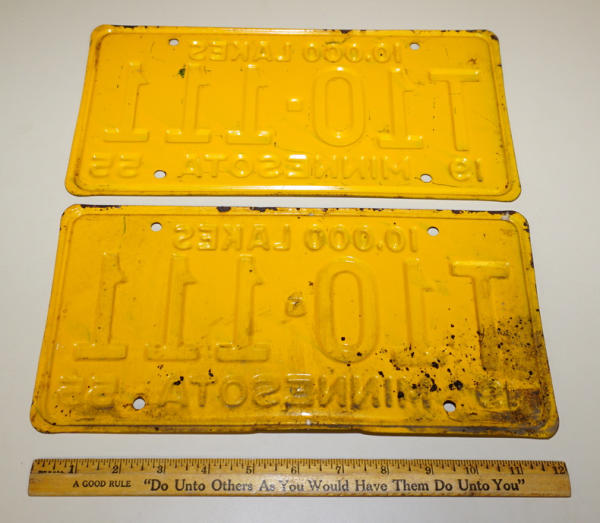 10,000 LAKES
T10-111
19 MINNESOTA 55
10,000 LAKES
T10-111
19 MINNESOTA 55
1 2 3 4 5 6 7 8 9 10 11 12
A GOOD RULE "Do Unto Others As You Would Have Them Do Unto You"